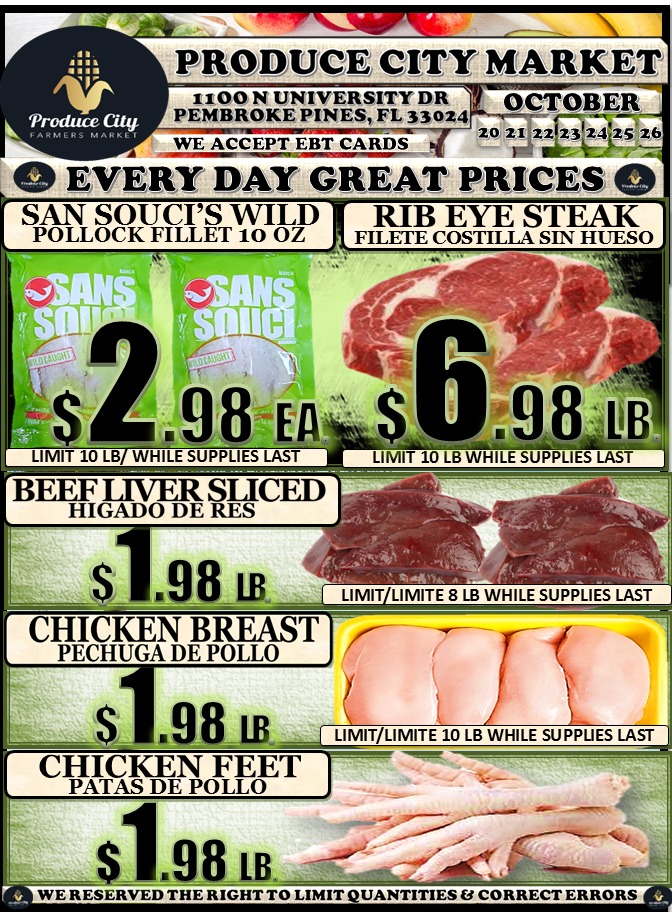 PRODUCE CITY MARKET
Produce City
FARMERS MARKET
1100 N UNIVERSITY DR
PEMBROKE PINES, FL 33024
WE ACCEPT EBT CARDS
OCTOBER
20 21 22 23 24 25 26
EVERY DAY GREAT PRICES
SAN SOUCI'S WILD
POLLOCK FILLET 10 OZ
SANS
SOUCI
WILD CAUGHT
SANS
SOUCI
WILD CAUGHT
$2.98 EA.
LIMIT 10 LB/ WHILE SUPPLIES LAST
RIB EYE STEAK
FILETE COSTILLA SIN HUESO
$6.98 LB.
LIMIT 10 LB WHILE SUPPLIES LAST
BEEF LIVER SLICED
HIGADO DE RES
$1.98 LB.
LIMIT/LIMITE 8 LB WHILE SUPPLIES LAST
CHICKEN BREAST
PECHUGA DE POLLO
$1.98 LB.
LIMIT/LIMITE 10 LB WHILE SUPPLIES LAST
CHICKEN FEET
PATAS DE POLLO
$1.98 LB.
WE RESERVED THE RIGHT TO LIMIT QUANTITIES & CORRECT ERRORS